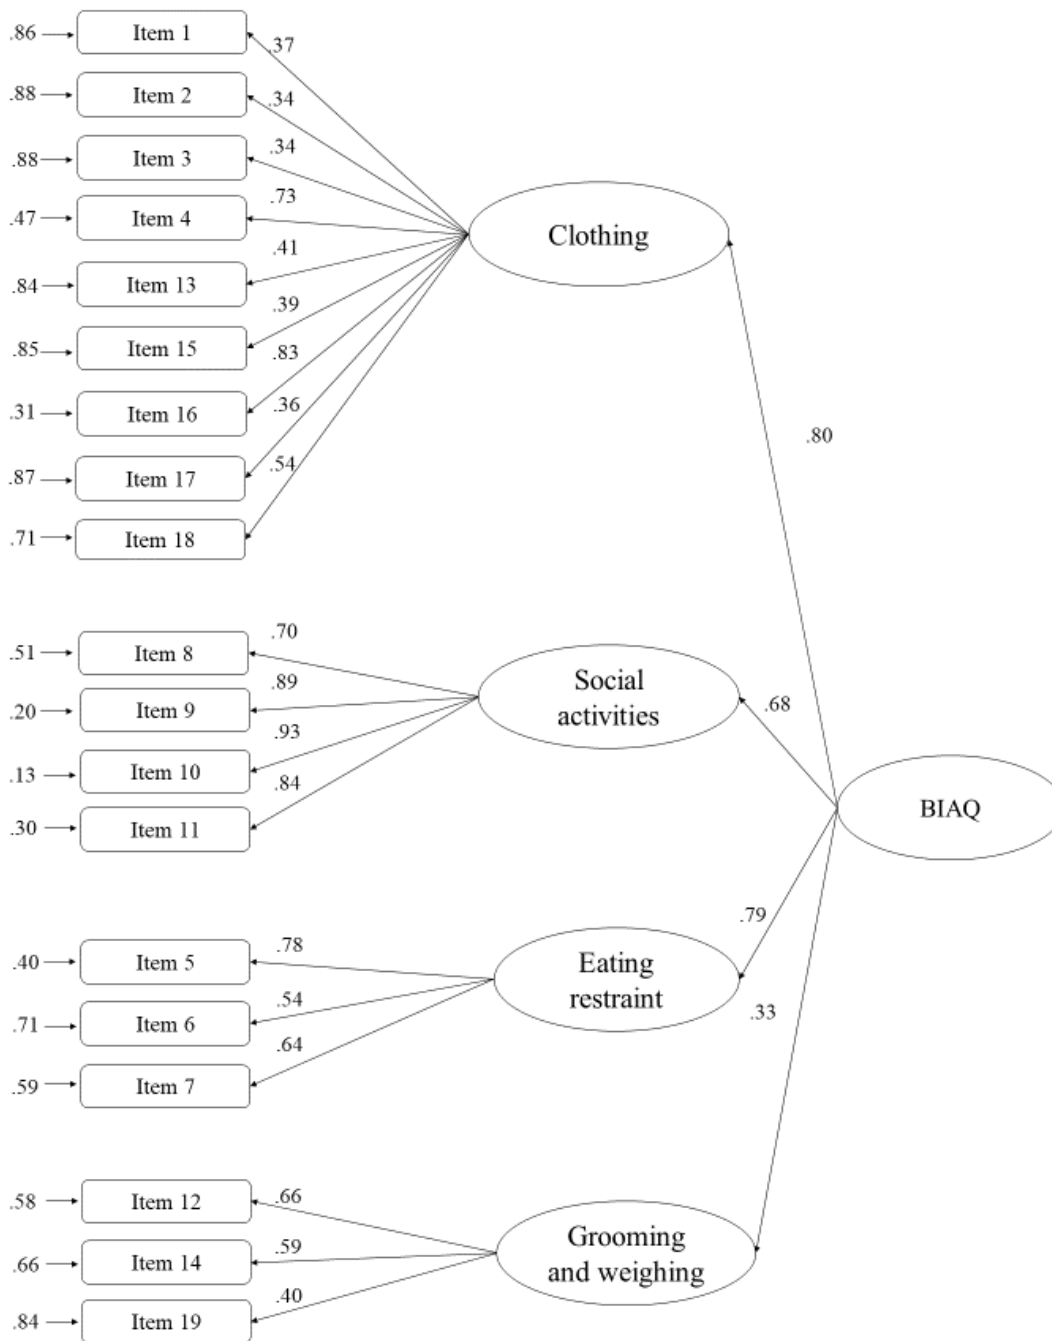 .86 Item 1 .37
.88 Item 2 .34
.88 Item 3 .34
.47 Item 4 .73
.84 Item 13 .41
.85 Item 15 .39
.31 Item 16 .83
.87 Item 17 .36
.71 Item 18 .54
Clothing
.80
.51 Item 8 .70
.20 Item 9 .89
.13 Item 10 .93
.30 Item 11 .84
Social
activities
.68
BIAQ
.40 Item 5 .78
.71 Item 6 .54
.59 Item 7 .64
Eating
restraint
.79
.33
.58 Item 12 .66
.66 Item 14 .59
.84 Item 19 .40
Grooming
and weighing